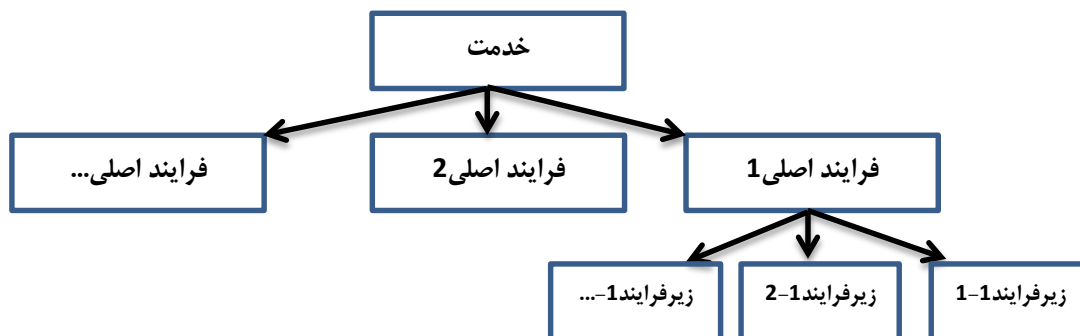 خدمت
فرایند اصلی1
فرایند اصلی2
فرایند اصلی...
زیرفرایند1-1
زیرفرایند1-2
زیرفرایند1-...